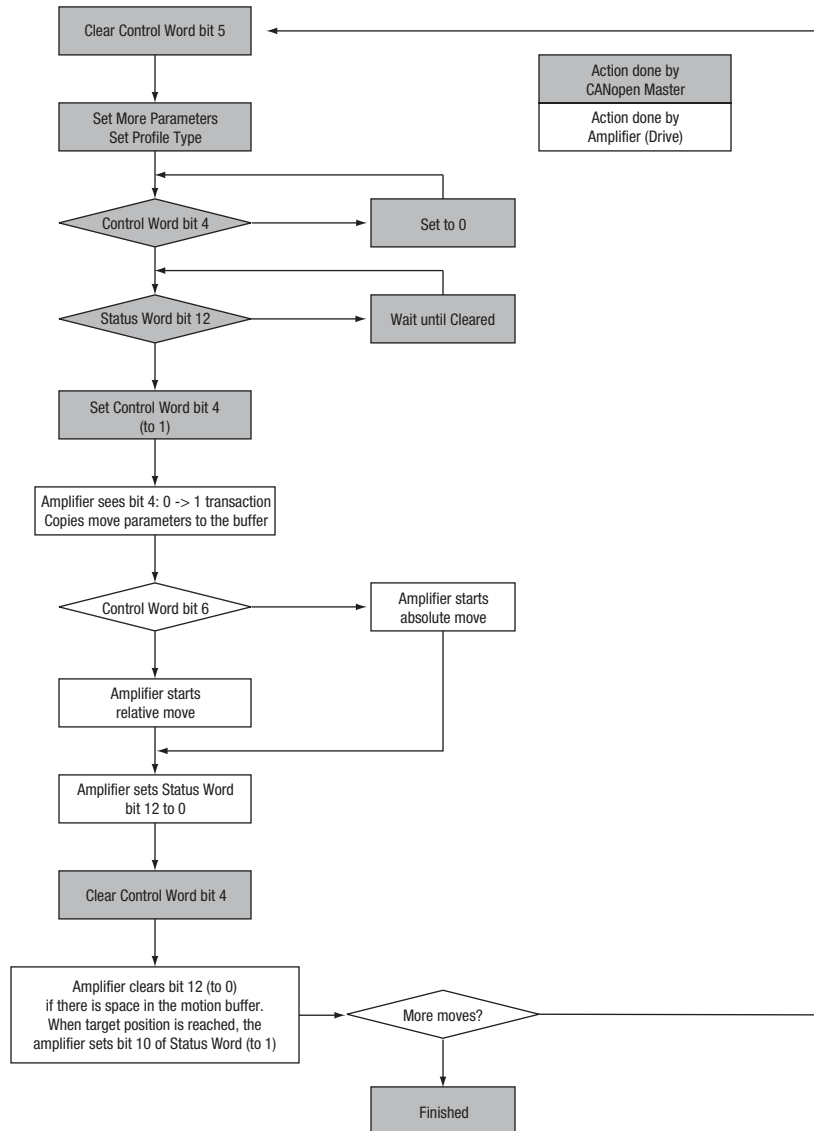 Clear Control Word bit 5
Action done by
CANopen Master
Action done by
Amplifier (Drive)
Set More Parameters
Set Profile Type
Control Word bit 4
Set to 0
Status Word bit 12
Wait until Cleared
Set Control Word bit 4
(to 1)
Amplifier sees bit 4: 0 -> 1 transaction
Copies move parameters to the buffer
Control Word bit 6
Amplifier starts
absolute move
Amplifier starts
relative move
Amplifier sets Status Word
bit 12 to 0
Clear Control Word bit 4
Amplifier clears bit 12 (to 0)
if there is space in the motion buffer.
When target position is reached, the
amplifier sets bit 10 of Status Word (to 1)
More moves?
Finished